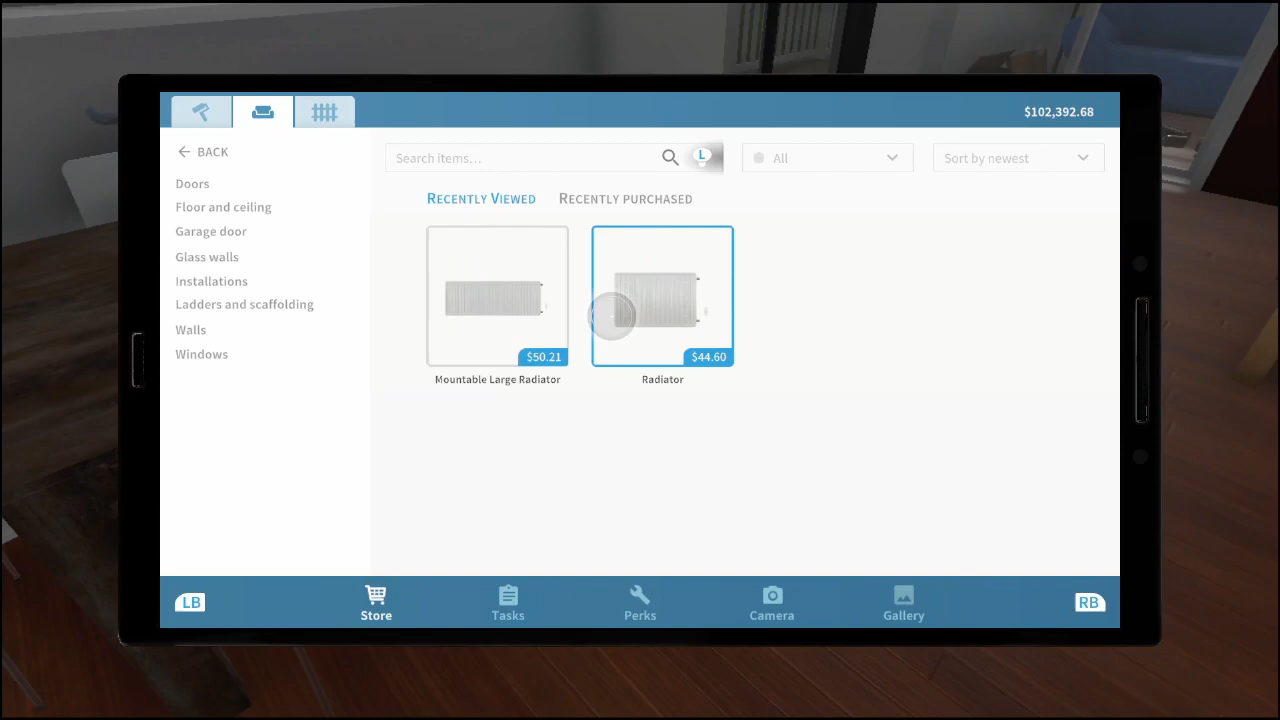 $102,392.68
BACK
Search items...
L
All
Sort by newest
Doors
Floor and ceiling
Garage door
Glass walls
Installations
Ladders and scaffolding
Walls
Windows
RECENTLY VIEWED
RECENTLY PURCHASED
$50.21
$44.60
Mountable Large Radiator
Radiator
LB
Store
Tasks
Perks
Camera
Gallery
RB